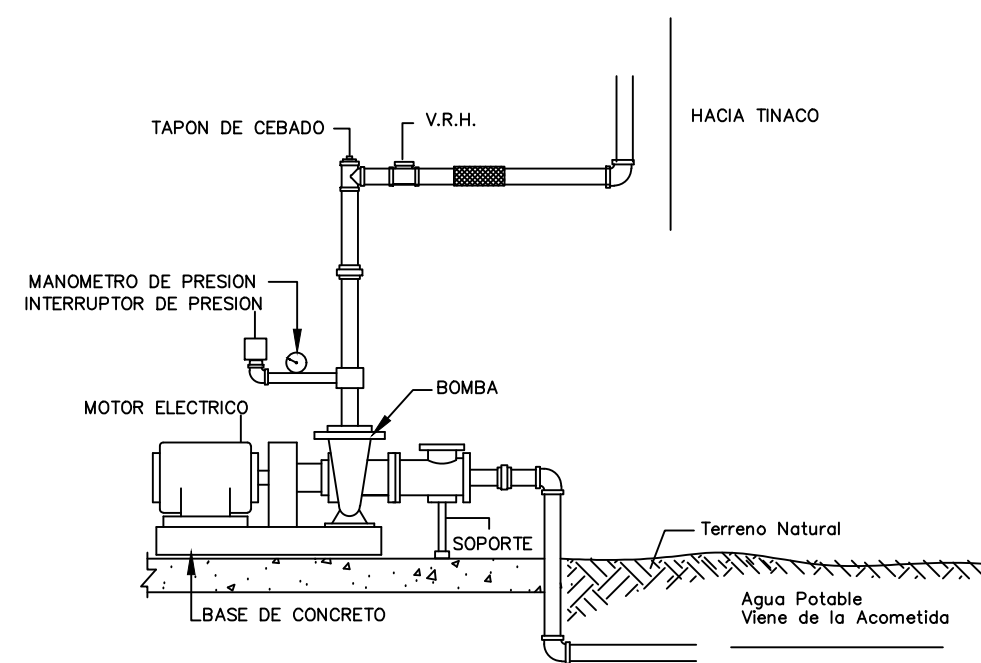 HACIA TINACO
TAPON DE CEBADO
V.R.H.
MANOMETRO DE PRESION
INTERRUPTOR DE PRESION
BOMBA
MOTOR ELECTRICO
SOPORTE
Terreno Natural
BASE DE CONCRETO
Agua Potable
Viene de la Acometida